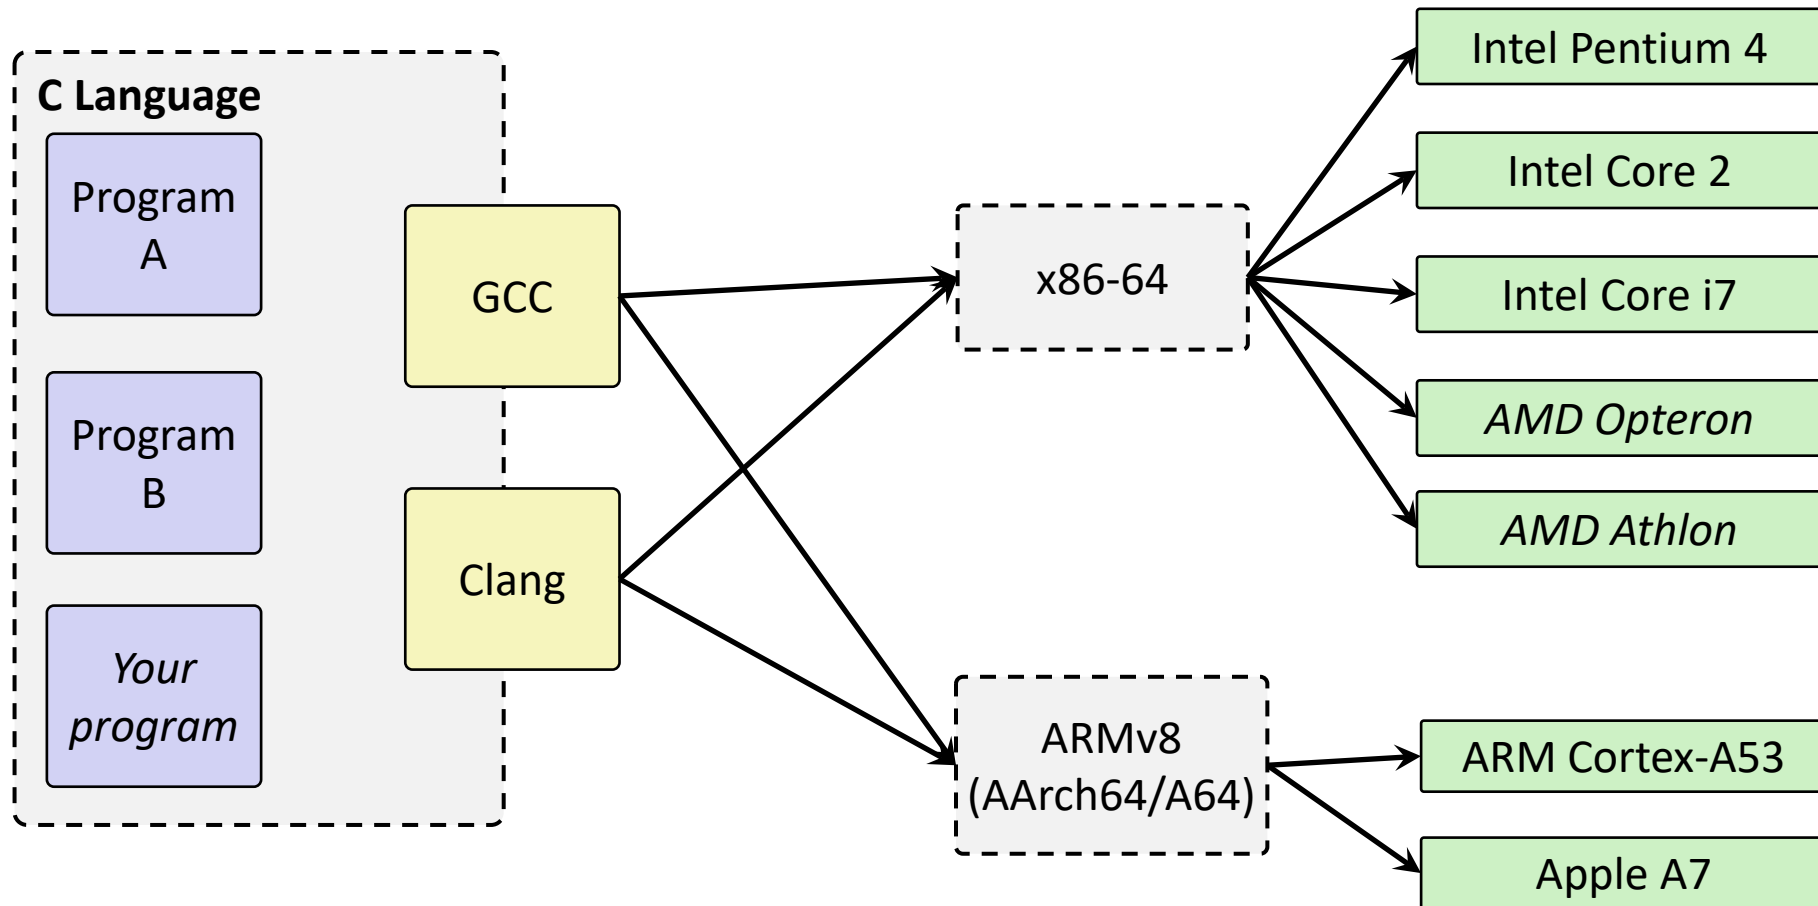 C Language
Program
A
Program
B
Your
program
GCC
Clang
x86-64
ARMv8
(AArch64/A64)
Intel Pentium 4
Intel Core 2
Intel Core i7
AMD Opteron
AMD Athlon
ARM Cortex-A53
Apple A7